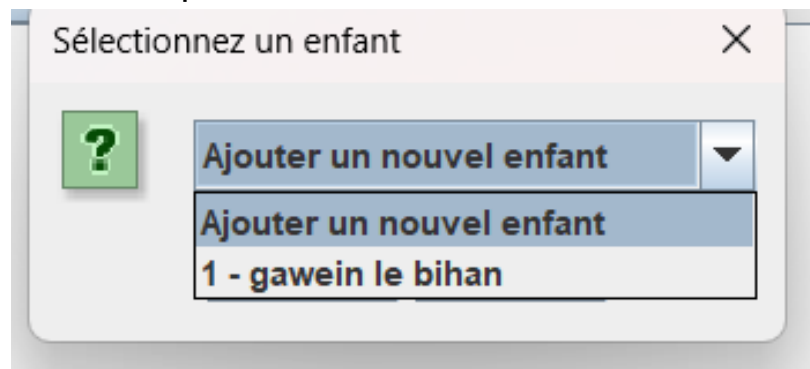 Sélectionnez un enfant
?
Ajouter un nouvel enfant
Ajouter un nouvel enfant
1 - gawein le bihan